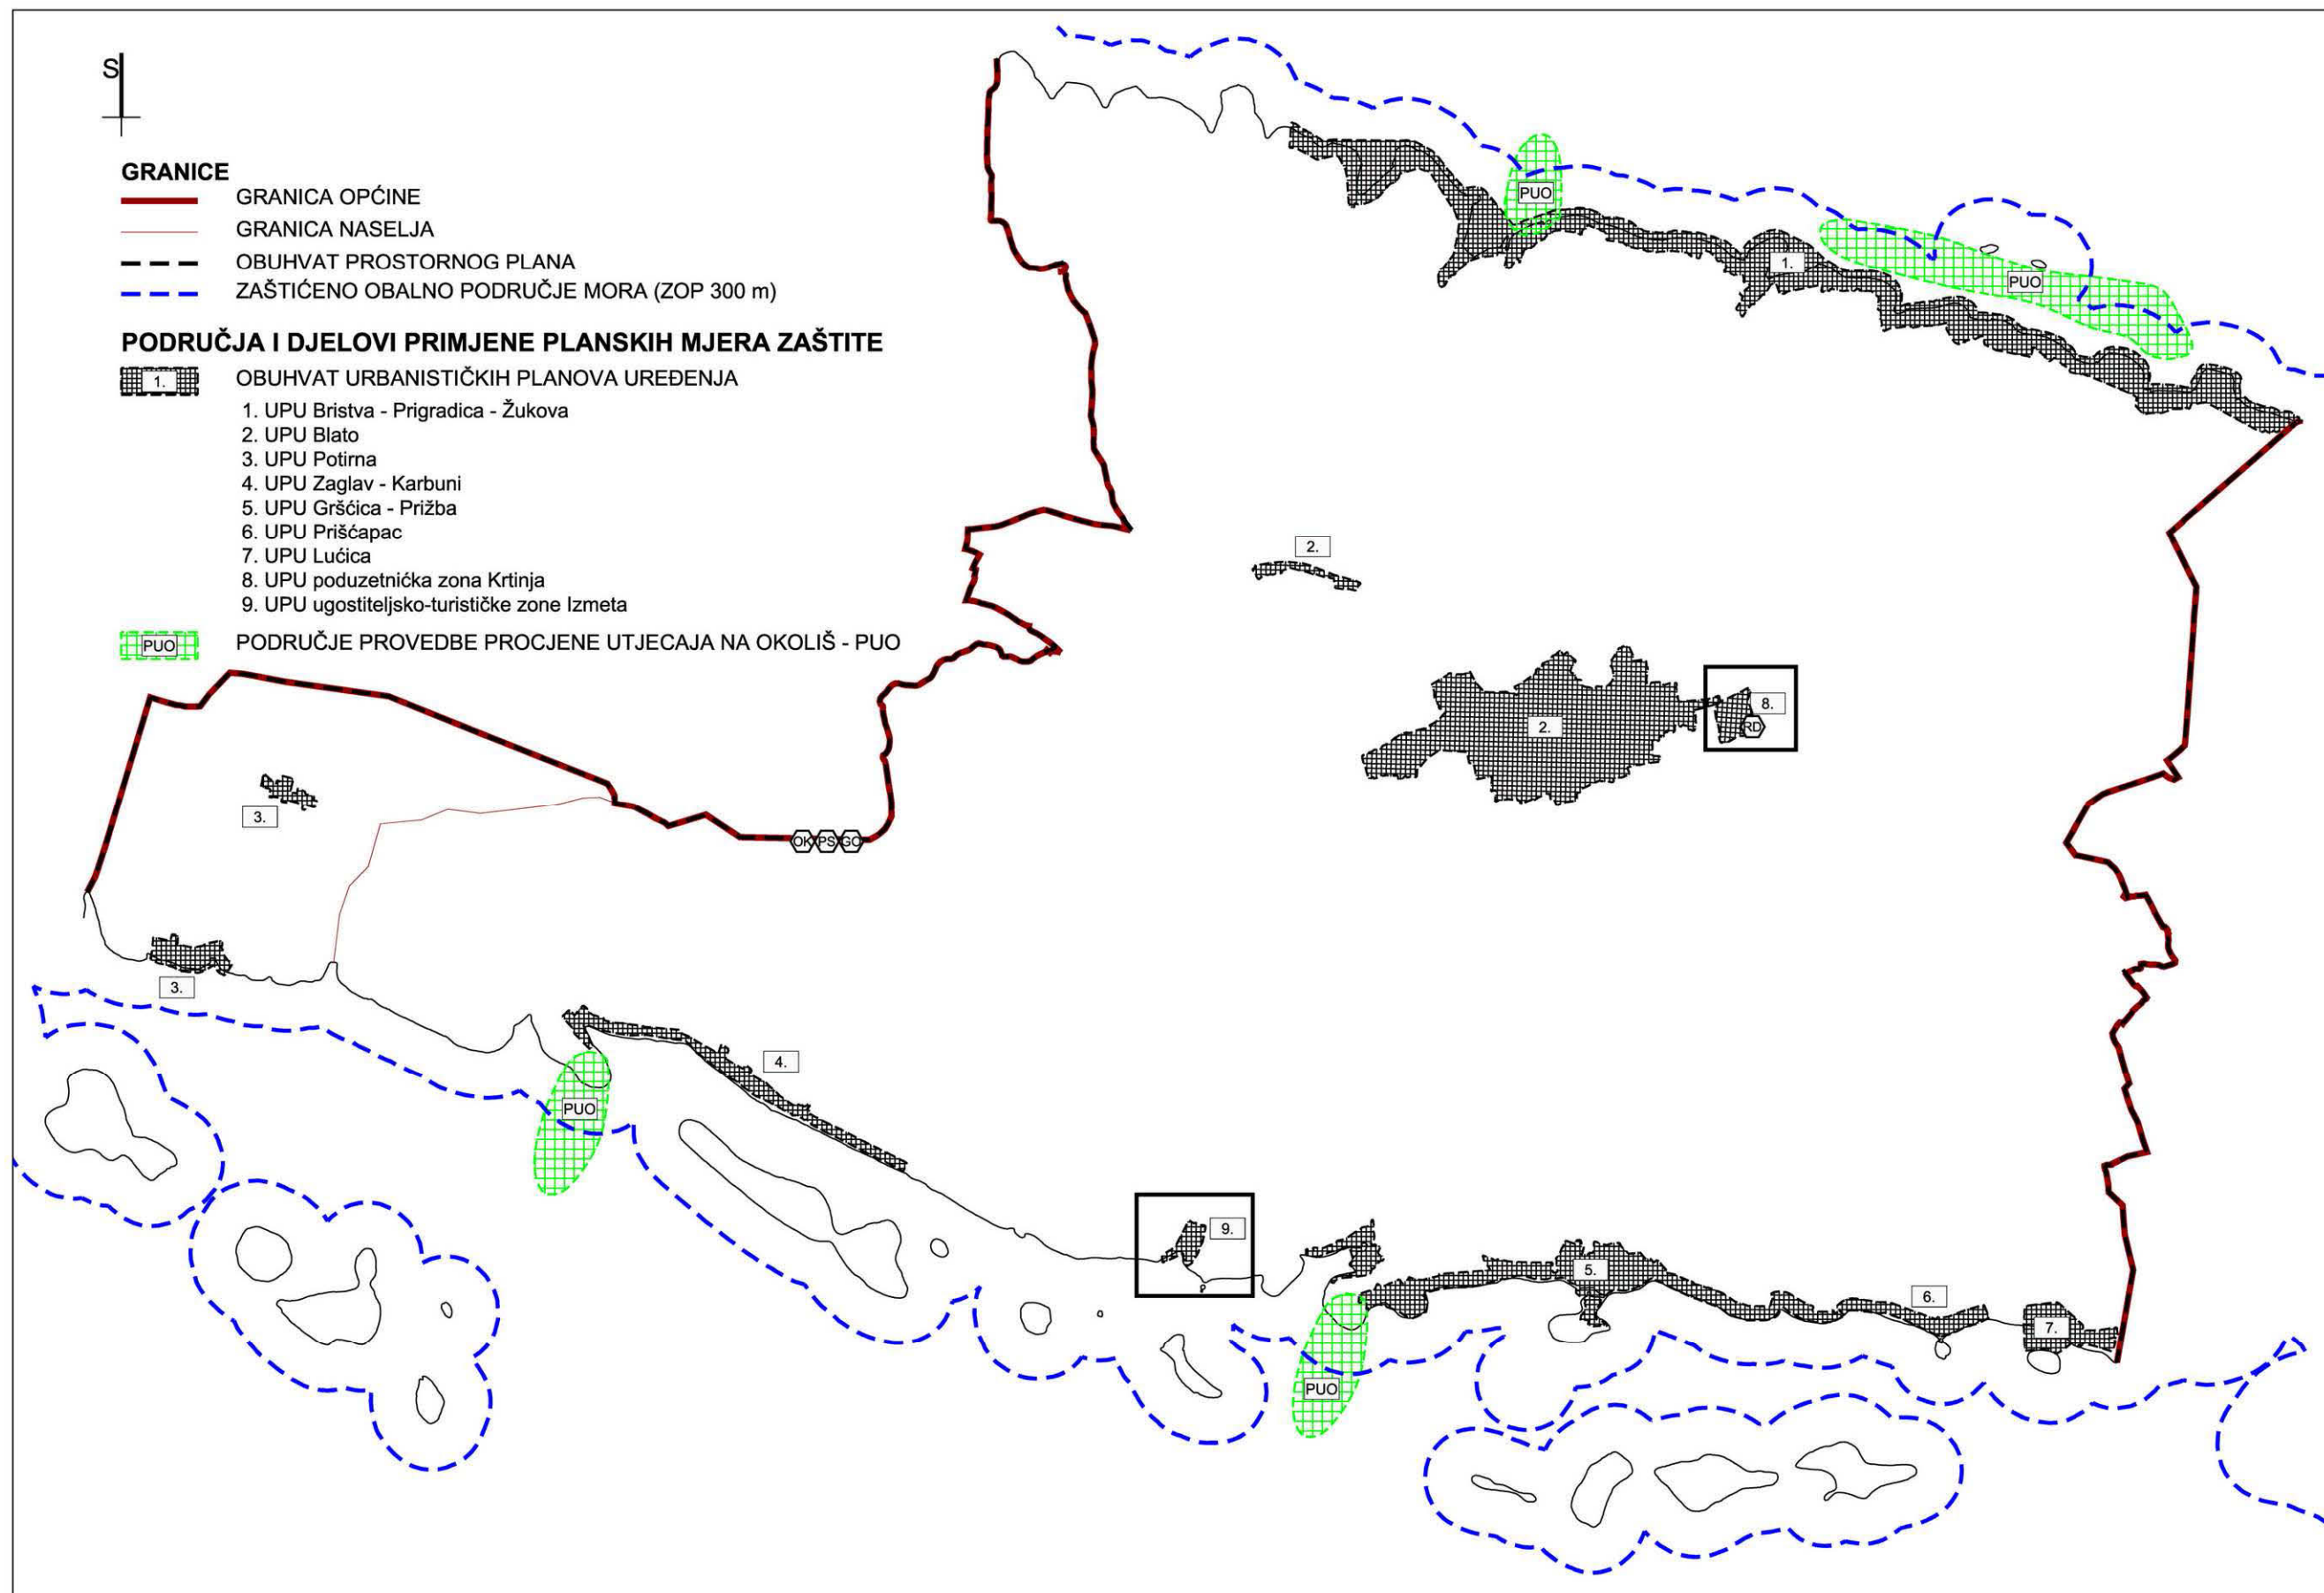 S
GRANICE
GRANICA OPĆINE
GRANICA NASELJA
OBUHVAT PROSTORNOG PLANA
ZAŠTIĆENO OBALNO PODRUČJE MORA (ZOP 300 m)
PODRUČJA I DJELOVI PRIMJENE PLANSKIH MJERA ZAŠTITE
1. OBUHVAT URBANISTIČKIH PLANOVA UREĐENJA
1. UPU Bristva - Prigradica - Žukova
2. UPU Blato
3. UPU Potirna
4. UPU Zaglav - Karbuni
5. UPU Gršćica - Prižba
6. UPU Prišćapac
7. UPU Lućica
8. UPU poduzetnićka zona Krtinja
9. UPU ugostiteljsko-turističke zone Izmeta
PUO PODRUČJE PROVEDBE PROCJENE UTJECAJA NA OKOLIŠ - PUO
PUO
1.
PUO
2.
8.
2.
RD
3.
OK PS GO
3.
4.
PUO
9.
5.
6.
7.
PUO